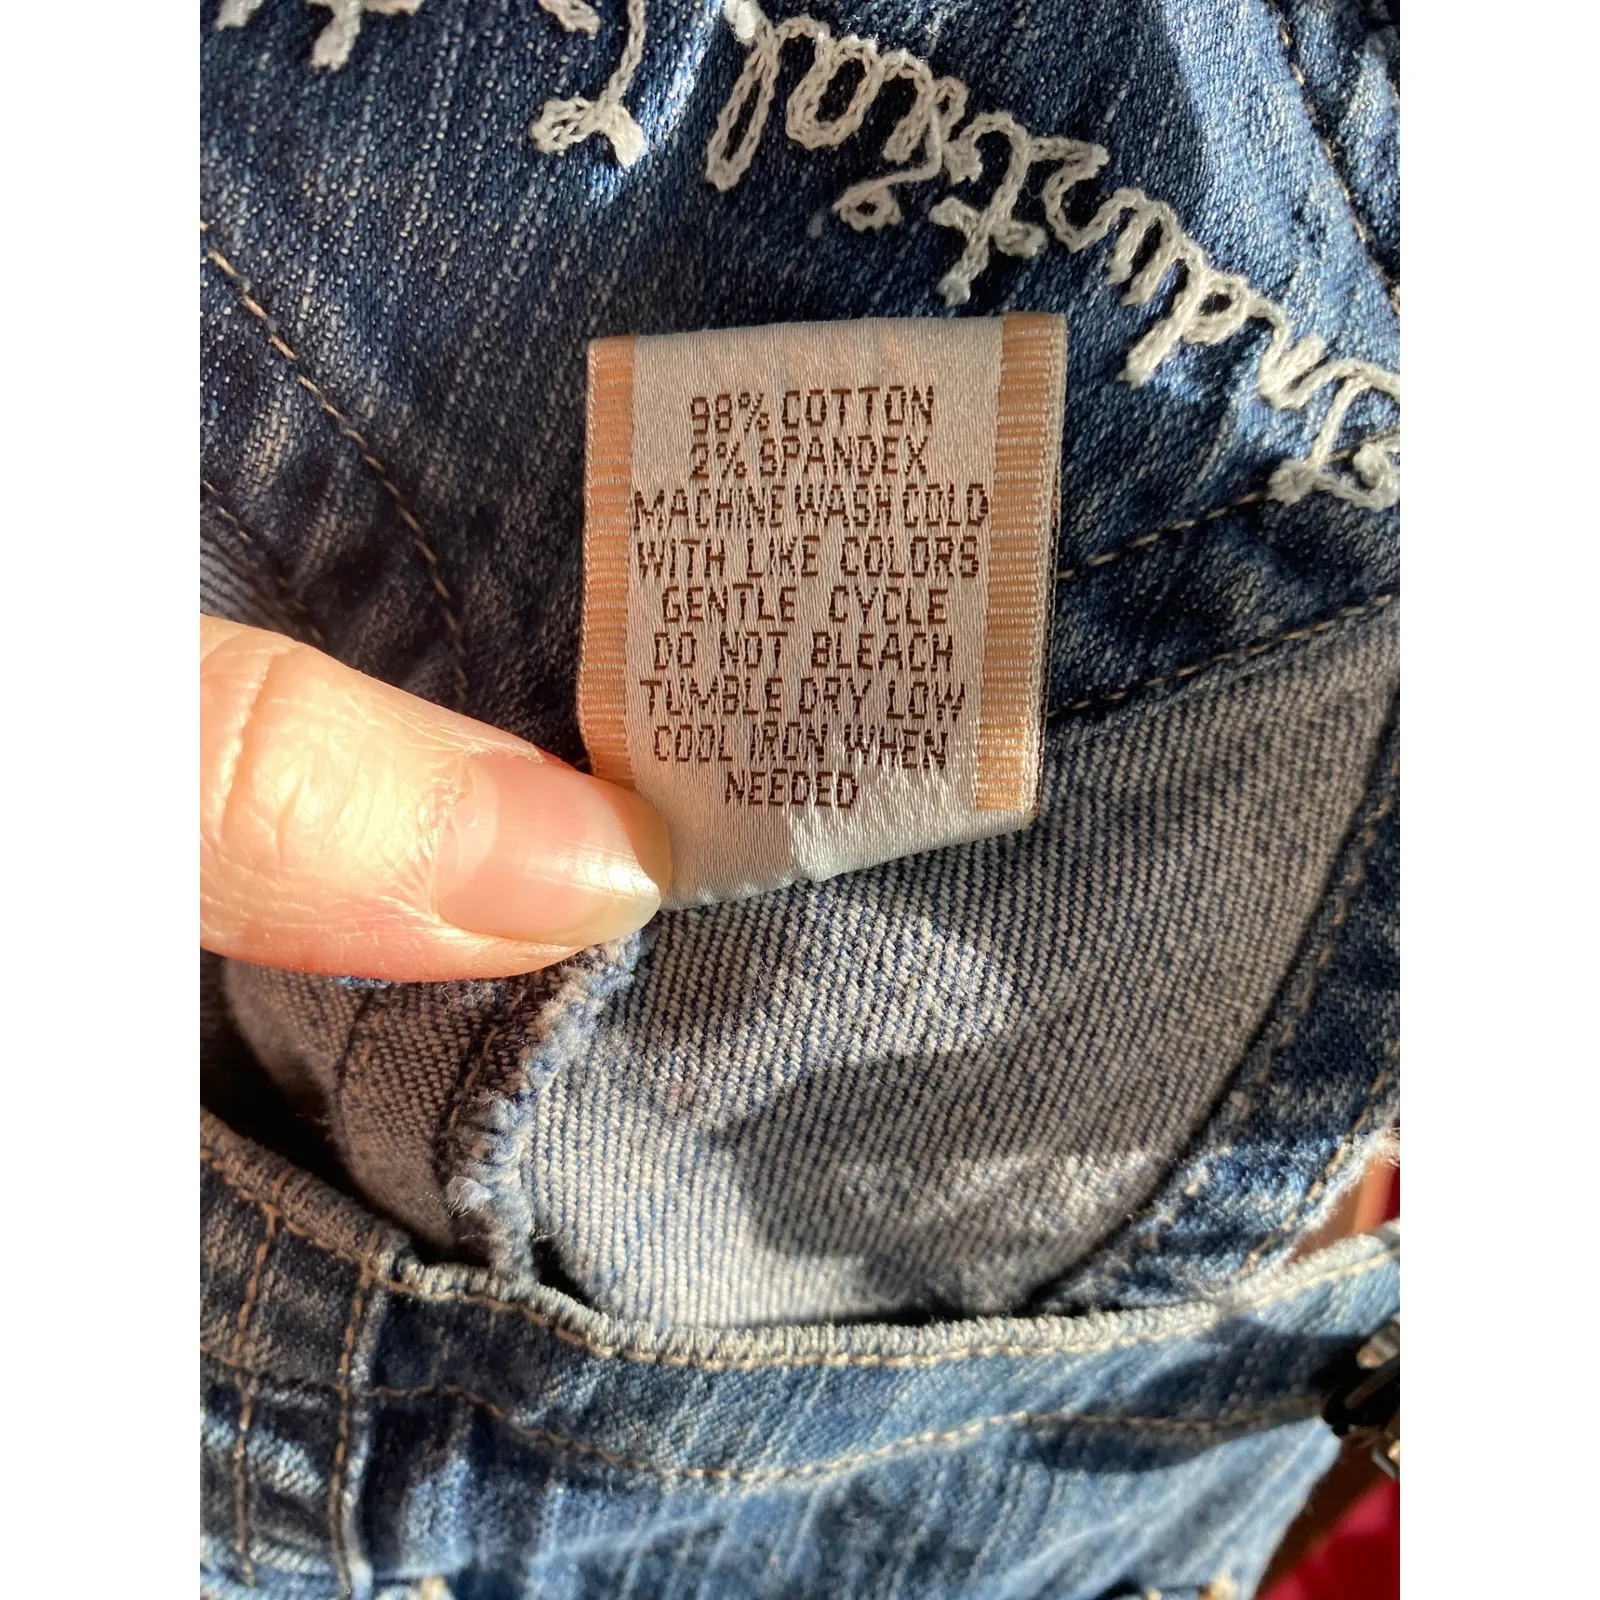 Industrial
98% COTTON
2% SPANDEX
MACHINE WASH COLD
WITH LIKE COLORS
GENTLE CYCLE
DO NOT BLEACH
TUMBLE DRY LOW
COOL IRON WHEN
NEEDED